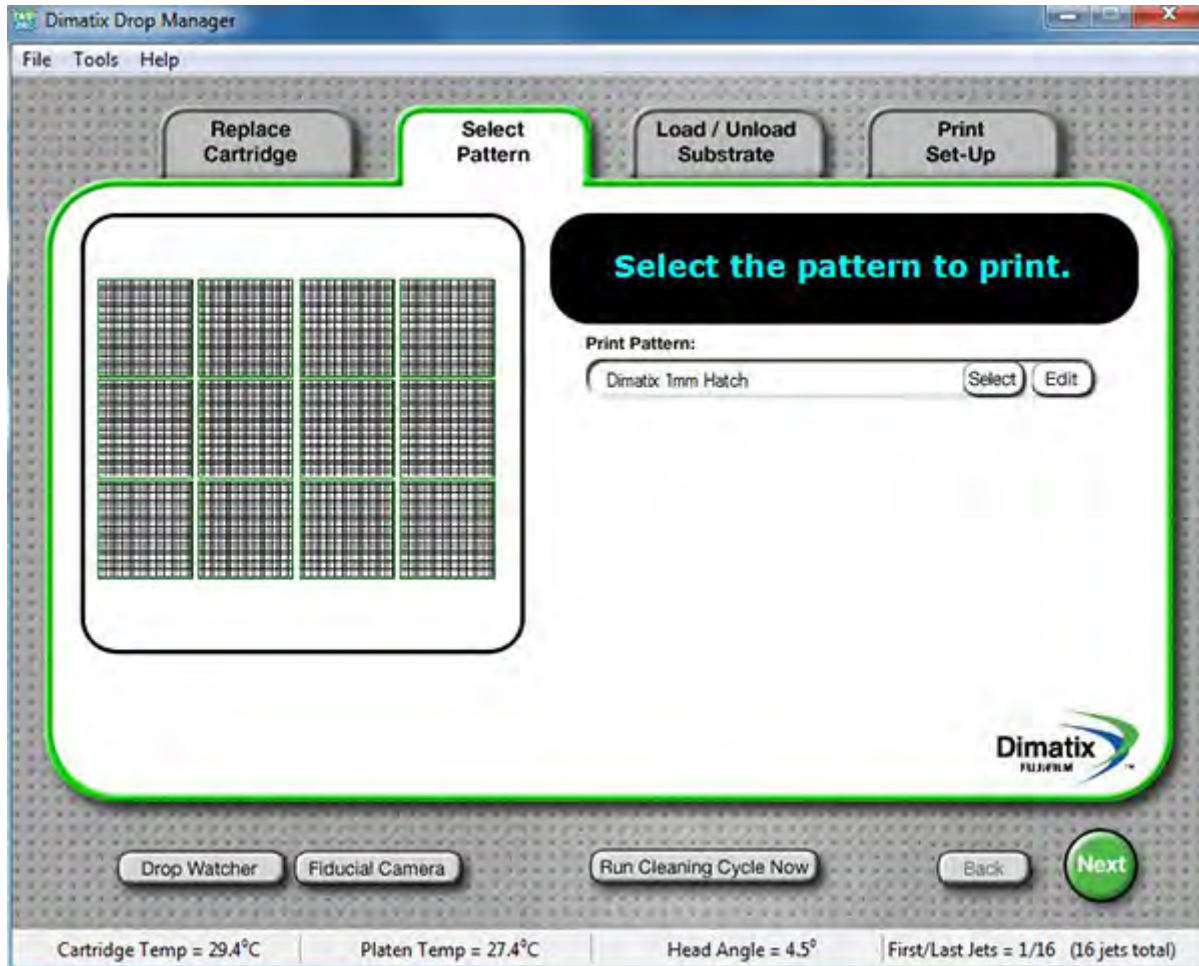 Dimatix Drop Manager
File Tools Help
Replace Cartridge
Select Pattern
Load / Unload Substrate
Print Set-Up
Select the pattern to print.
Print Pattern:
Dimatix 1mm Hatch
Select
Edit
Dimatix
FUJIFILM
™
Drop Watcher
Fiducial Camera
Run Cleaning Cycle Now
Back
Next
Cartridge Temp = 29.4°C
Platen Temp = 27.4°C
Head Angle = 4.5°
First/Last Jets = 1/16 (16 jets total)